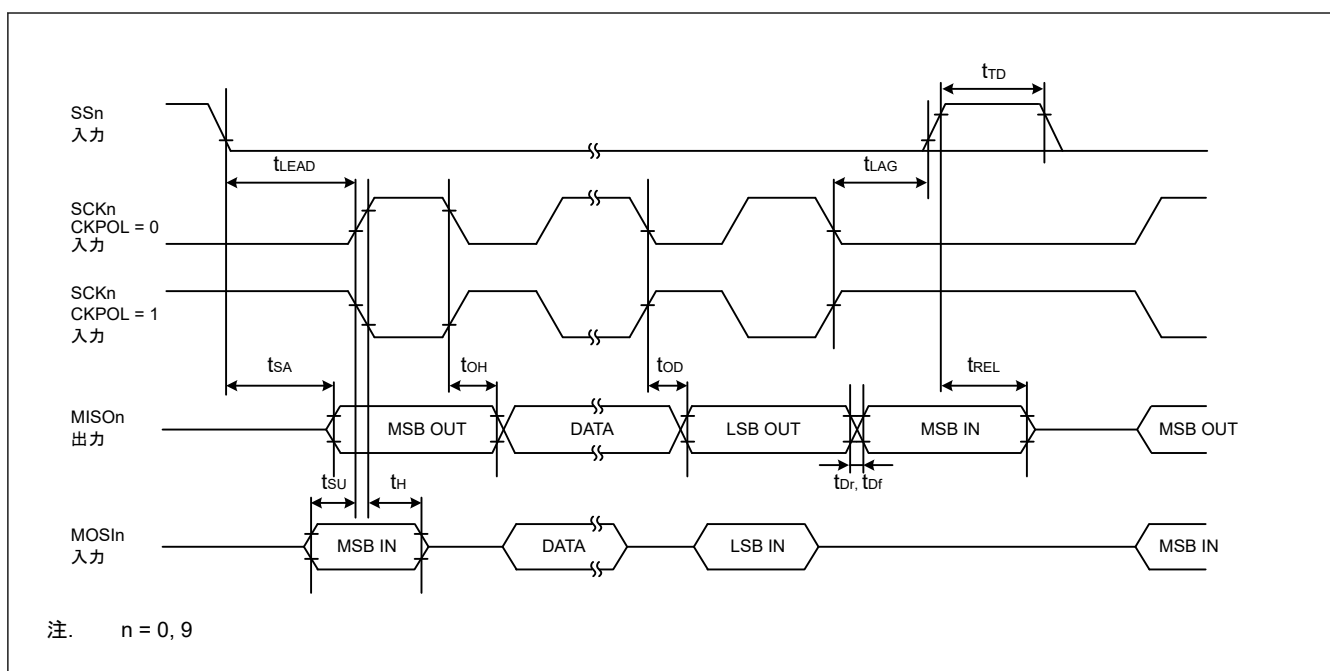 tTD
SSn
入力
tLEAD
tLAG
SCKn
CKPOL = 0
入力
SCKn
CKPOL = 1
入力
tSA
tOH
tOD
tREL
MISOn
出力
MSB OUT
DATA
LSB OUT
MSB IN
MSB OUT
tSU
tH
tDr, tDf
MOSIn
入力
MSB IN
DATA
LSB IN
MSB IN
注. n = 0, 9